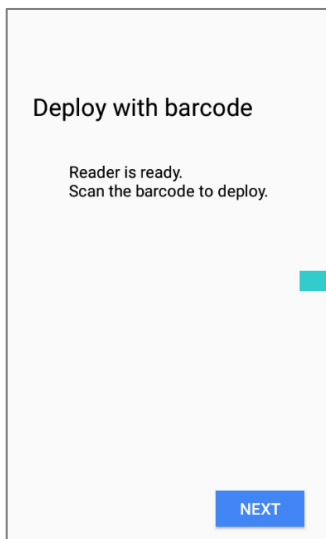 Deploy with barcode
Reader is ready.
Scan the barcode to deploy.
NEXT